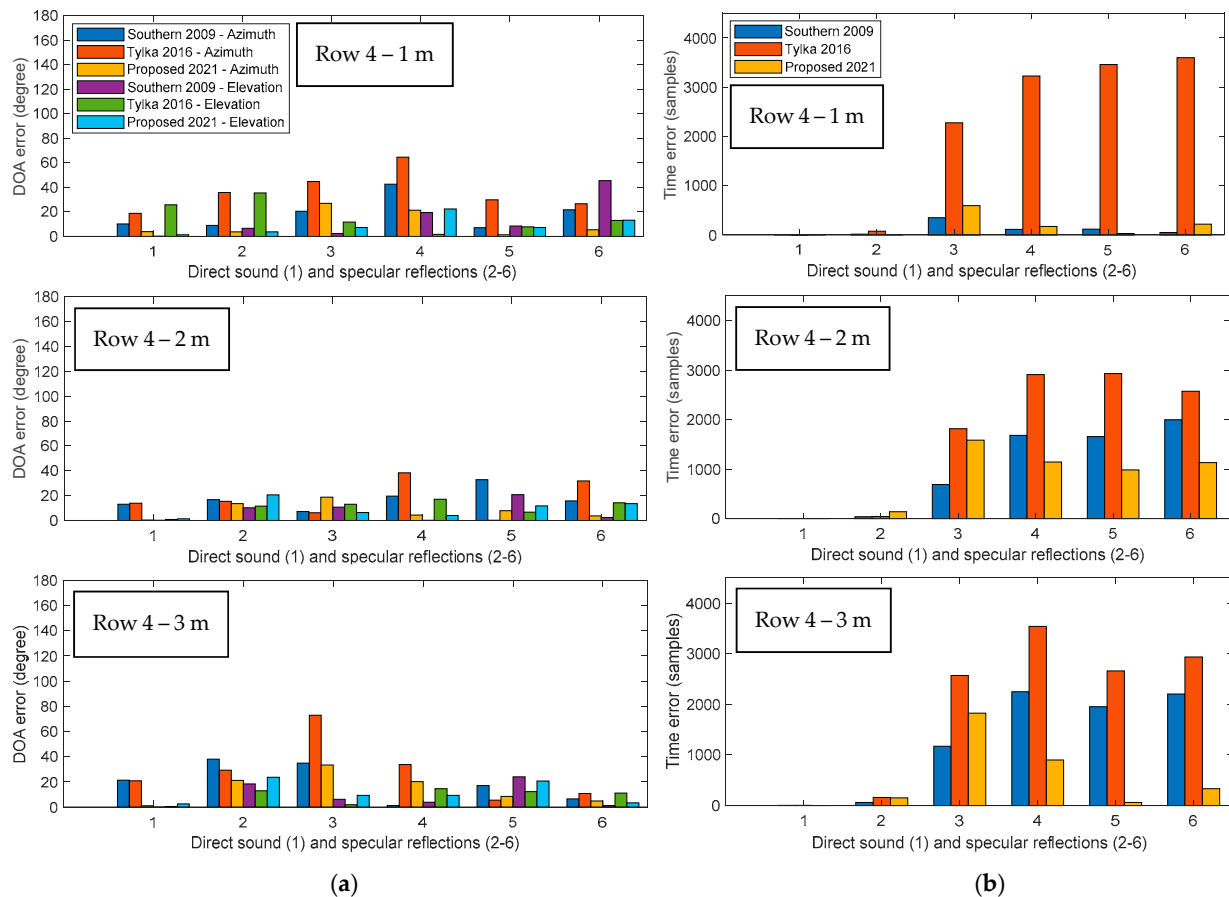 180
160
140
120
100
80
60
40
20
0
DOA error (degree)
Southern 2009 - Azimuth
Tylka 2016 - Azimuth
Proposed 2021 - Azimuth
Southern 2009 - Elevation
Tylka 2016 - Elevation
Proposed 2021 - Elevation
Row 4 – 1 m
1 2 3 4 5 6
Direct sound (1) and specular reflections (2-6)
4000
3000
2000
1000
0
Time error (samples)
Southern 2009
Tylka 2016
Proposed 2021
Row 4 – 1 m
1 2 3 4 5 6
Direct sound (1) and specular reflections (2-6)
180
160
140
120
100
80
60
40
20
0
DOA error (degree)
Row 4 – 2 m
1 2 3 4 5 6
Direct sound (1) and specular reflections (2-6)
4000
3000
2000
1000
0
Time error (samples)
Row 4 – 2 m
1 2 3 4 5 6
Direct sound (1) and specular reflections (2-6)
180
160
140
120
100
80
60
40
20
0
DOA error (degree)
Row 4 – 3 m
1 2 3 4 5 6
Direct sound (1) and specular reflections (2-6)
4000
3000
2000
1000
0
Time error (samples)
Row 4 – 3 m
1 2 3 4 5 6
Direct sound (1) and specular reflections (2-6)
(a)
(b)